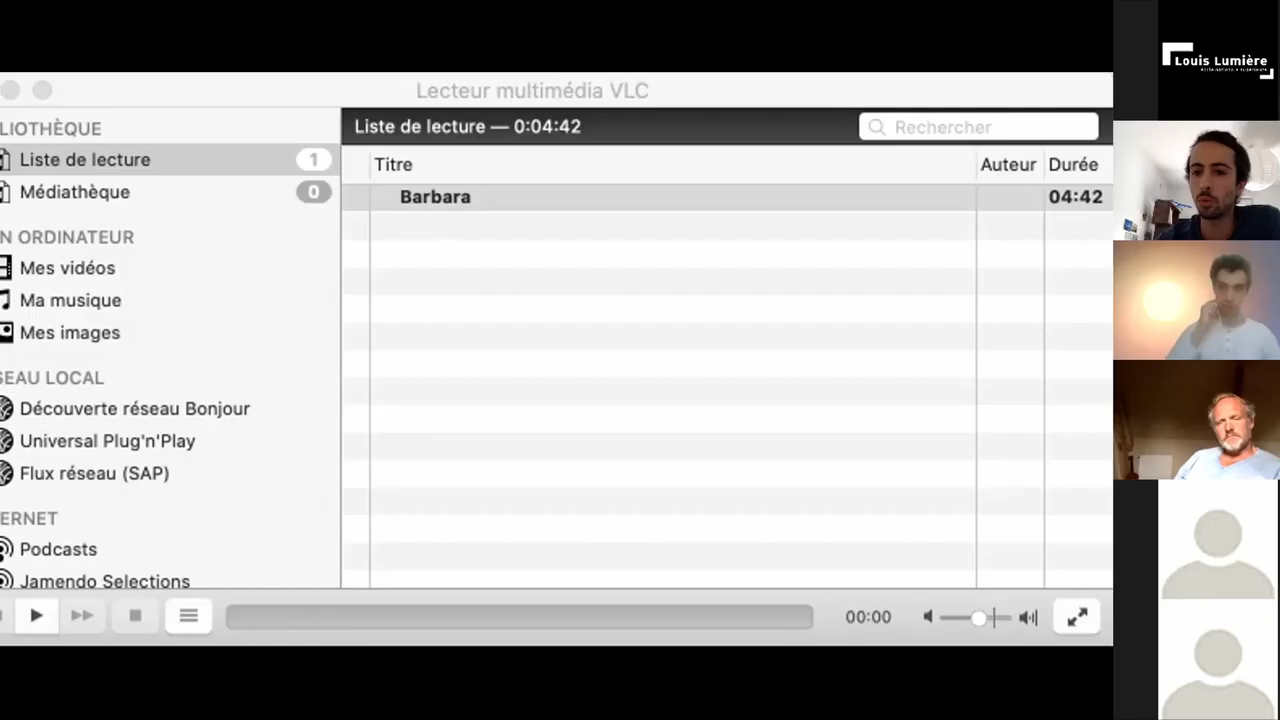 Lecteur multimédia VLC
LIOTHÈQUE
Liste de lecture
1
Médiathèque
0
N ORDINATEUR
Mes vidéos
Ma musique
Mes images
SEAU LOCAL
Découverte réseau Bonjour
Universal Plug'n'Play
Flux réseau (SAP)
ERNET
Podcasts
Jamendo Selections
Liste de lecture — 0:04:42
Rechercher
Titre
Auteur
Durée
Barbara
04:42
00:00
Louis Lumière